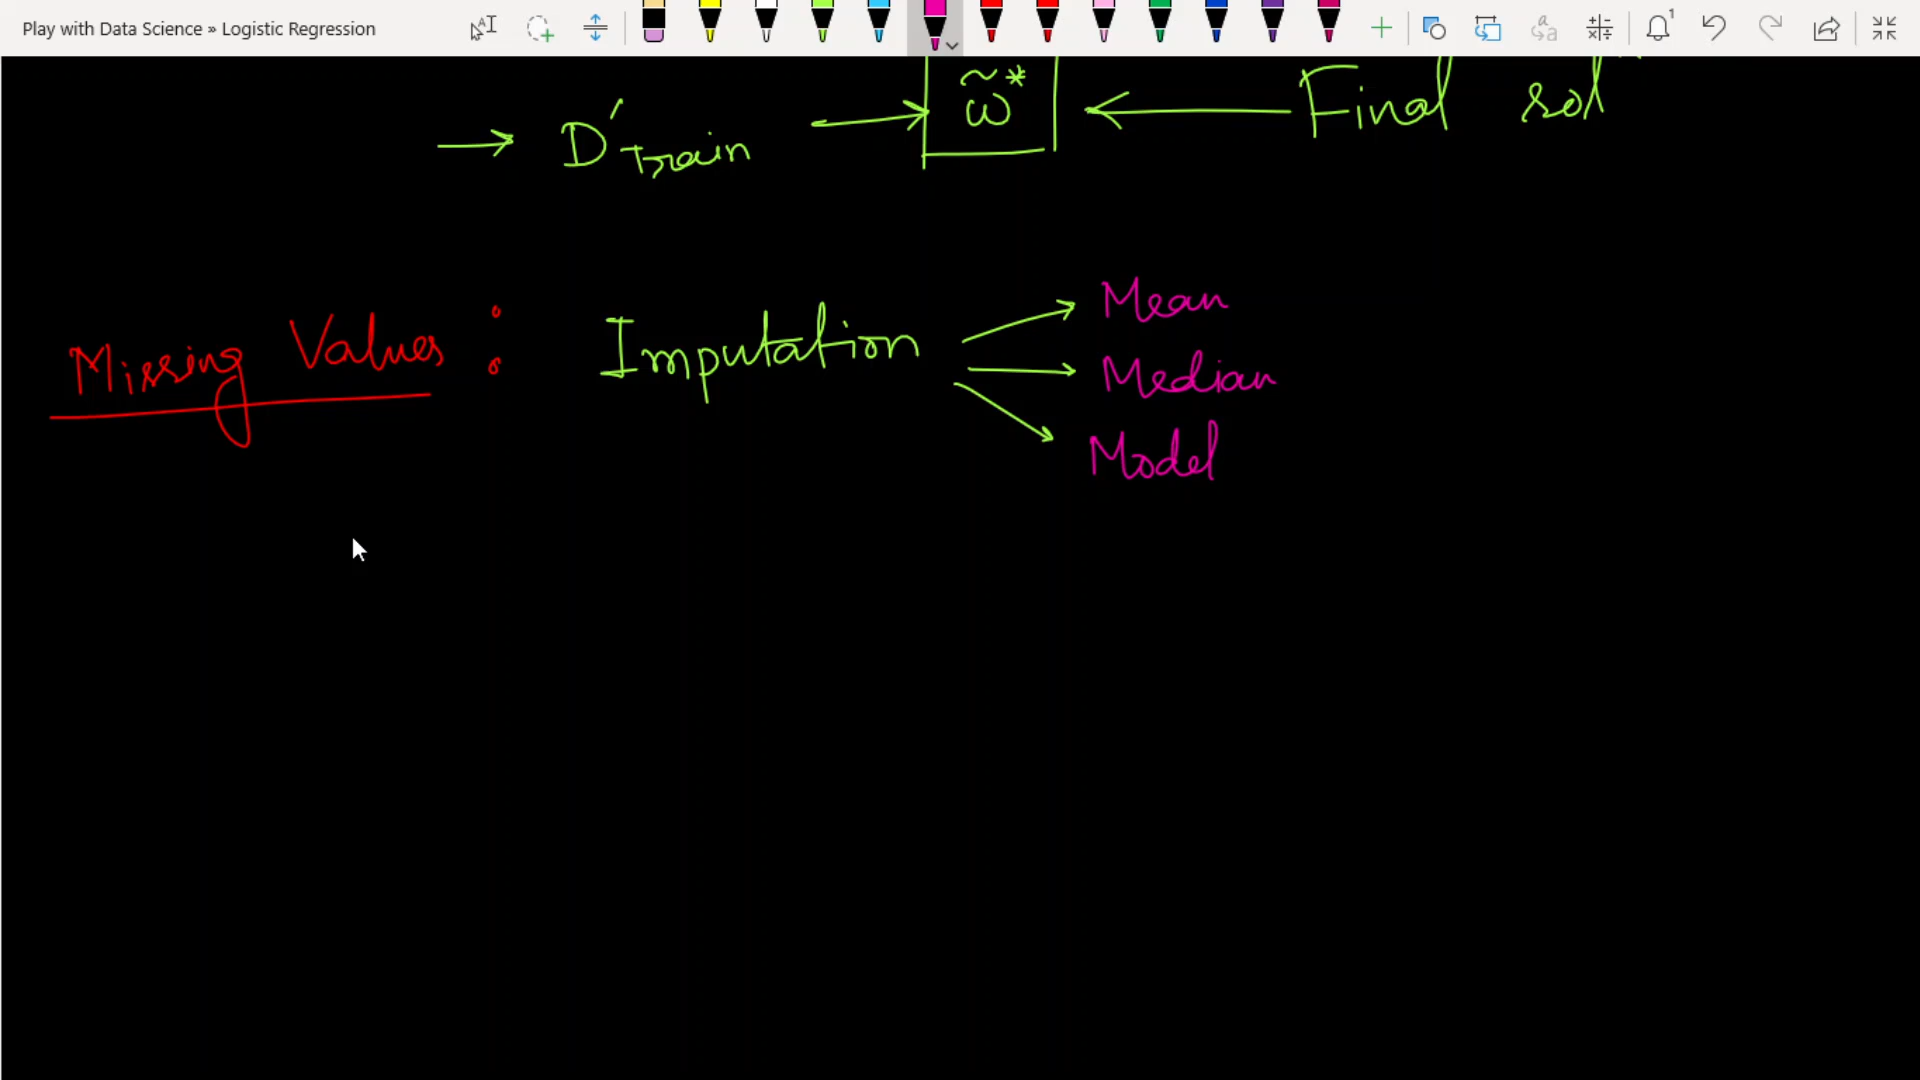 Play with Data Science » Logistic Regression
→ D'Train → ω̃* ← Final sol
Missing Values : Imputation → Mean
→ Median
→ Model